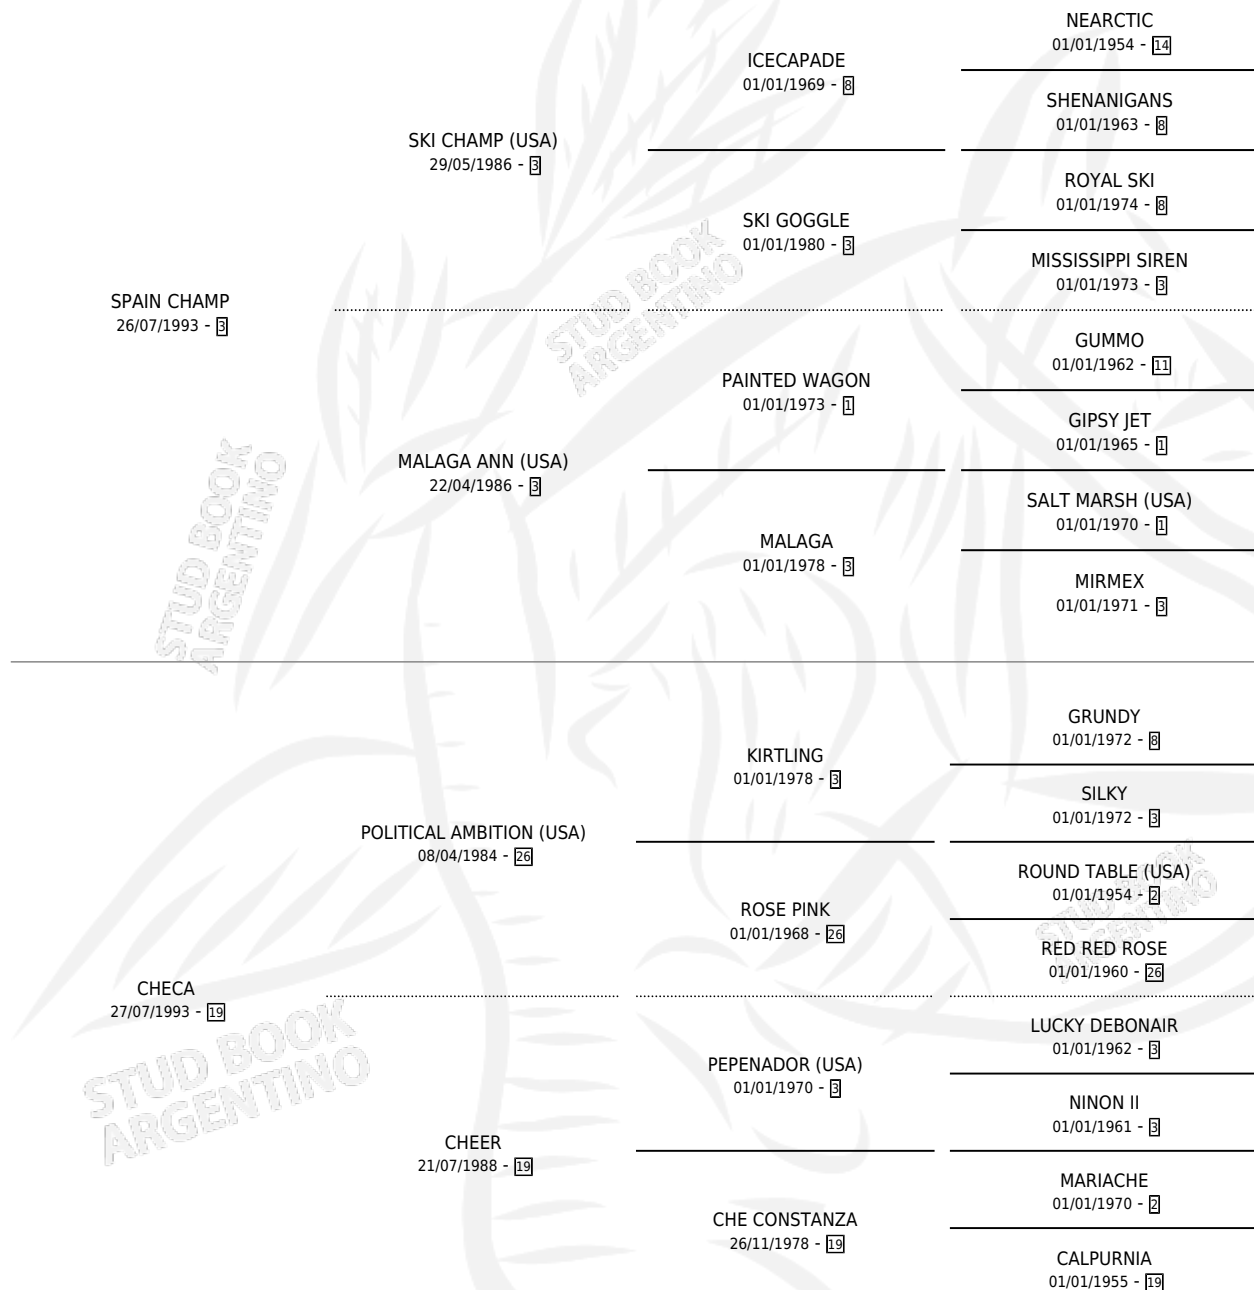 NEARCTIC
01/01/1954 - 14
ICECAPADE
01/01/1969 - 8
SHENANIGANS
01/01/1963 - 8
SKI CHAMP (USA)
29/05/1986 - 3
ROYAL SKI
01/01/1974 - 8
SKI GOGGLE
01/01/1980 - 3
MISSISSIPPI SIREN
01/01/1973 - 3
SPAIN CHAMP
26/07/1993 - 3
GUMMO
01/01/1962 - 11
PAINTED WAGON
01/01/1973 - 1
GIPSY JET
01/01/1965 - 1
MALAGA ANN (USA)
22/04/1986 - 3
SALT MARSH (USA)
01/01/1970 - 1
MALAGA
01/01/1978 - 3
MIRMEX
01/01/1971 - 3
STUD BOOK
ARGENTINO
STUD BOOK
ARGENTINO
GRUNDY
01/01/1972 - 8
KIRTLING
01/01/1978 - 3
SILKY
01/01/1972 - 3
POLITICAL AMBITION (USA)
08/04/1984 - 26
ROUND TABLE (USA)
01/01/1954 - 2
ROSE PINK
01/01/1968 - 26
RED RED ROSE
01/01/1960 - 26
STUD BOOK
ARGENTINO
CHECA
27/07/1993 - 19
LUCKY DEBONAIR
01/01/1962 - 3
PEPENADOR (USA)
01/01/1970 - 3
NINON II
01/01/1961 - 3
CHEER
21/07/1988 - 19
MARIACHE
01/01/1970 - 2
CHE CONSTANZA
26/11/1978 - 19
CALPURNIA
01/01/1955 - 19
STUD BOOK
ARGENTINO